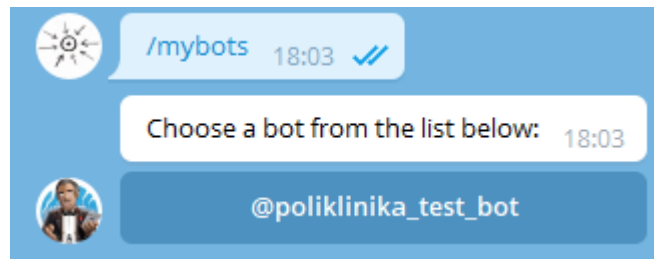 /mybots 18:03
Choose a bot from the list below: 18:03
@poliklinika_test_bot